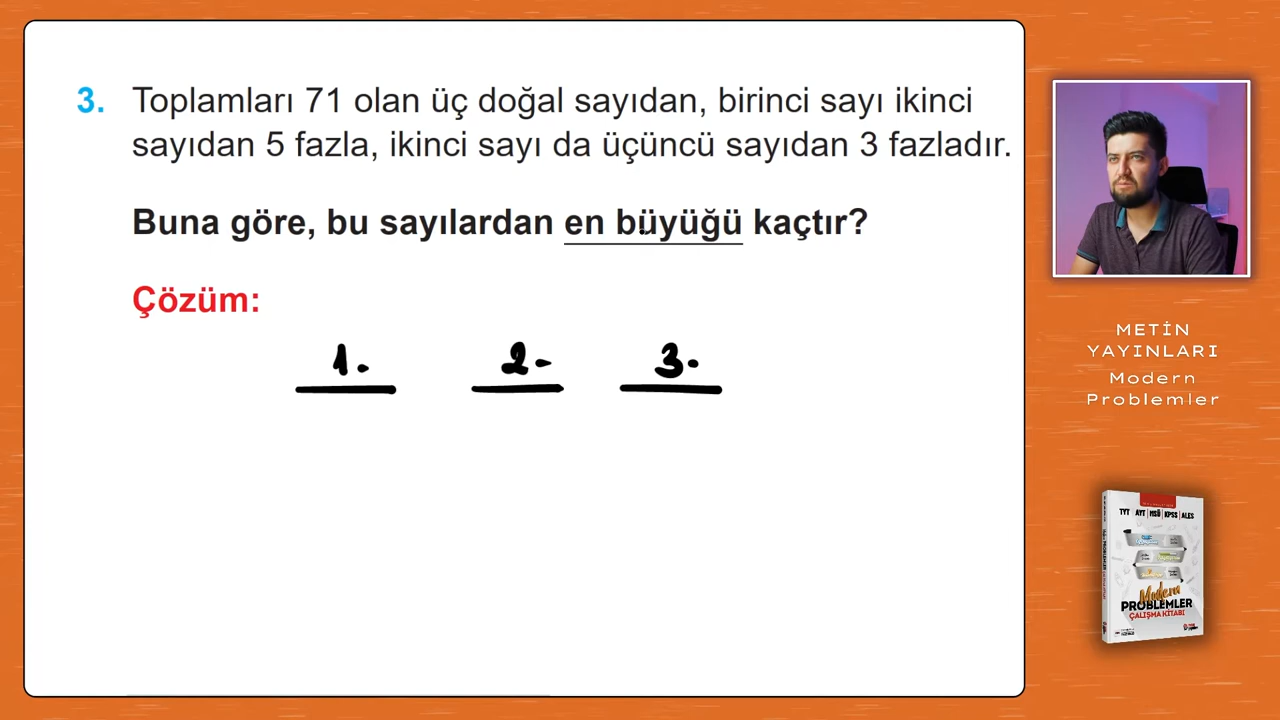 3. Toplamları 71 olan üç doğal sayıdan, birinci sayı ikinci
sayıdan 5 fazla, ikinci sayı da üçüncü sayıdan 3 fazladır.
Buna göre, bu sayılardan en büyüğü kaçtır?
Çözüm:
1. 2. 3.
METİN
YAYINLARI
Modern
Problemler
TYT AYT MSÜ KPSS ALES
Modern
PROBLEMLER
ÇALIŞMA KİTABI